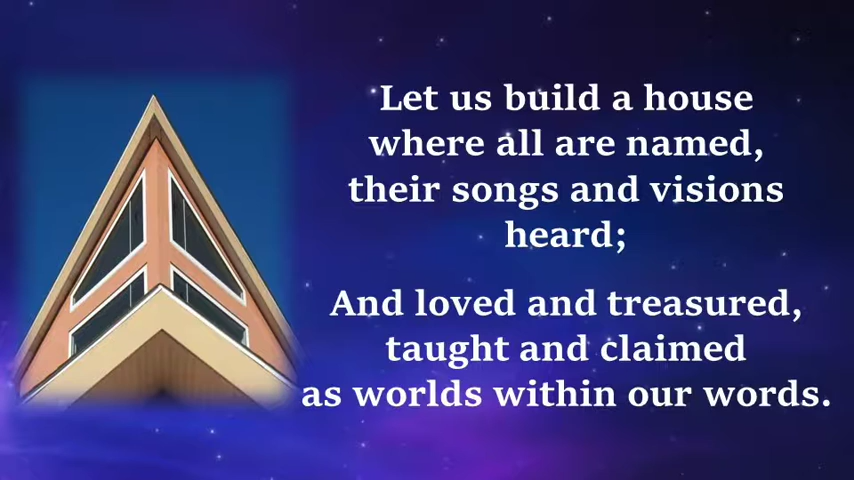 Let us build a house
where all are named,
their songs and visions
heard;
And loved and treasured,
taught and claimed
as worlds within our words.